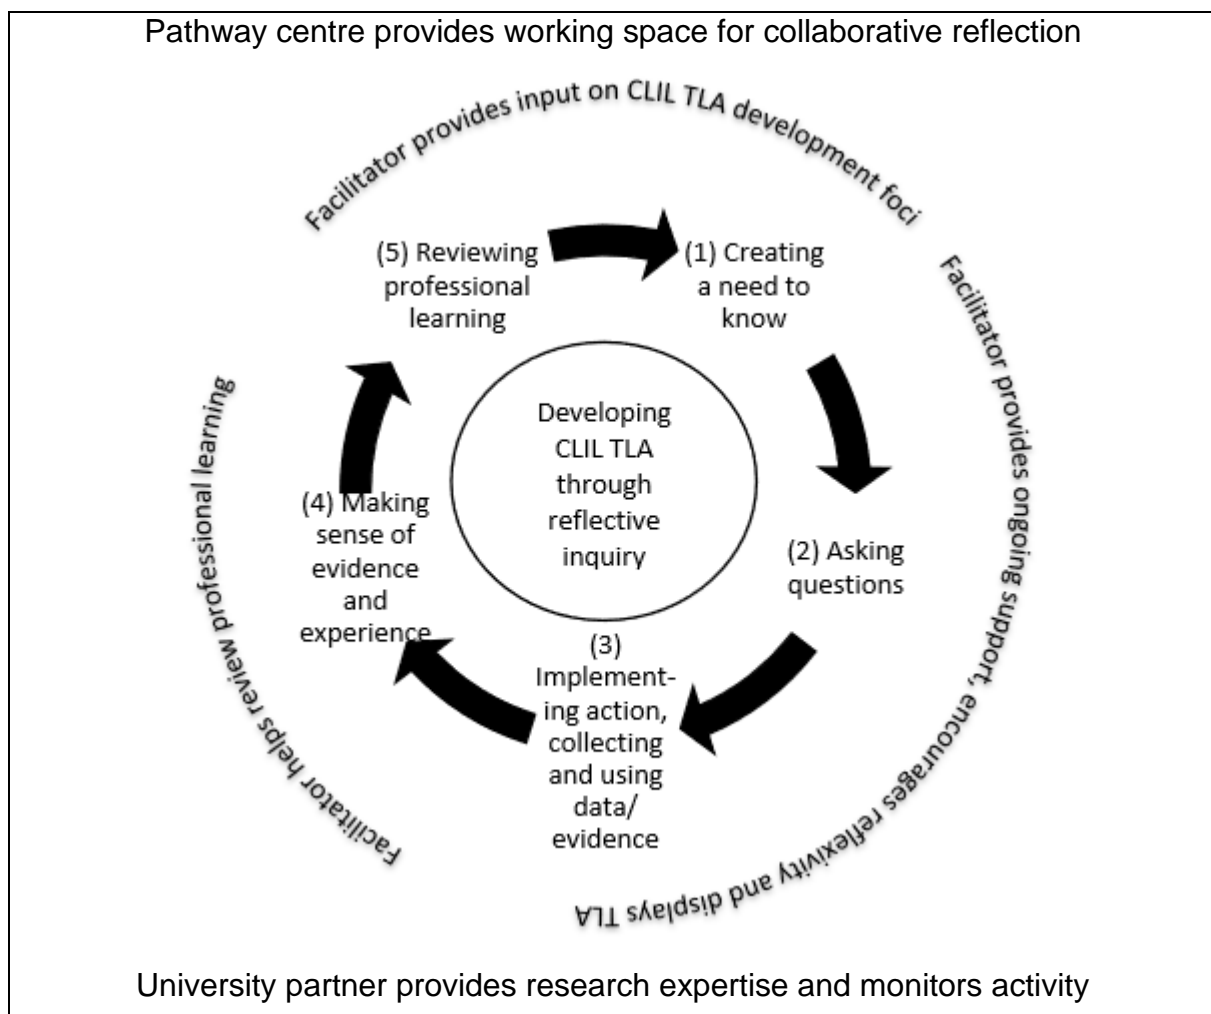 Pathway centre provides working space for collaborative reflection
Facilitator provides input on CLIL TLA development foci
(5) Reviewing
professional
learning
(1) Creating
a need to
know
Facilitator provides ongoing support, encourages reflexivity and displays TLA
Developing
CLIL TLA
through
reflective
inquiry
(2) Asking
questions
(3)
Implement-
ing action,
collecting
and using
data/
evidence
(4) Making
sense of
evidence
and
experience
Facilitator helps review professional learning
University partner provides research expertise and monitors activity